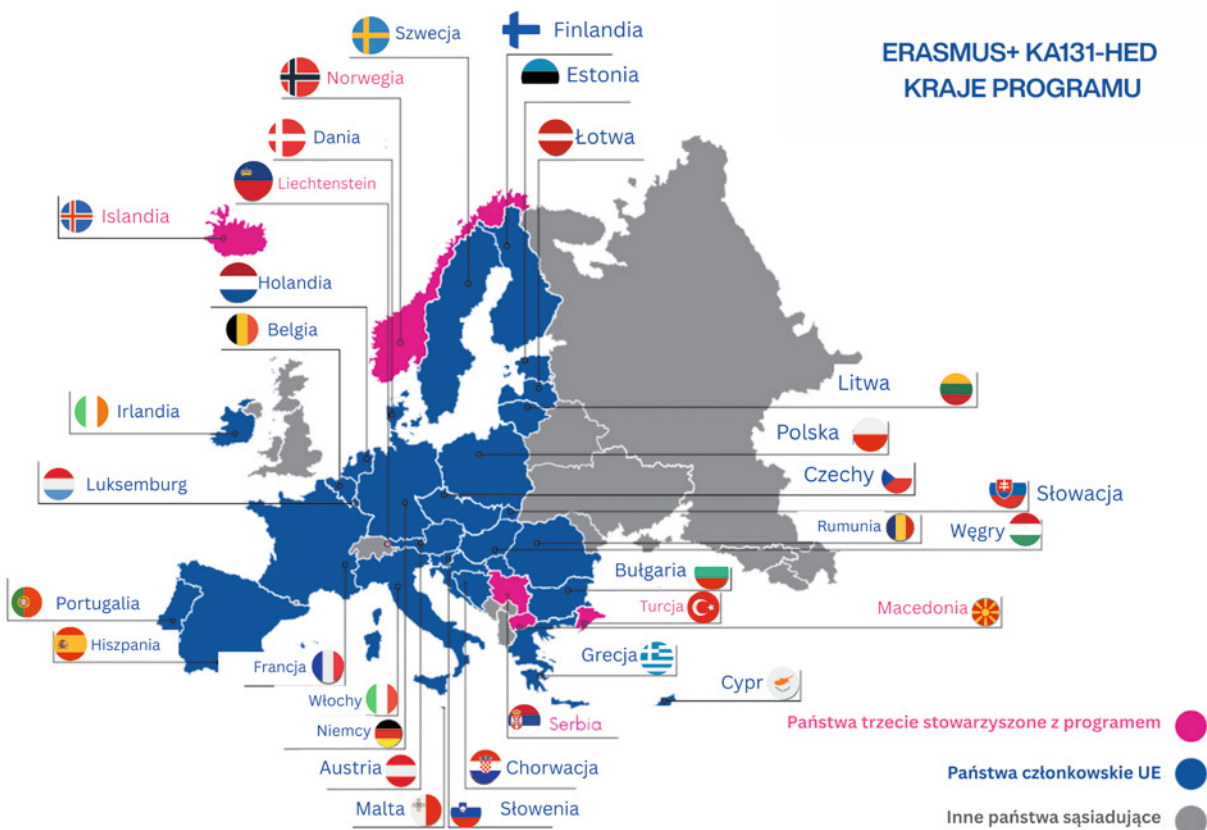 ERASMUS+ KA131-HED
KRAJE PROGRAMU
Szwecja
Finlandia
Norwegia
Estonia
Dania
Łotwa
Liechtenstein
Islandia
Holandia
Belgia
Litwa
Irlandia
Polska
Czechy
Luksemburg
Słowacja
Rumunia
Węgry
Bułgaria
Portugalia
Turcja
Macedonia
Hiszpania
Francja
Grecja
Cypr
Włochy
Serbia
Państwa trzecie stowarzyszone z programem
Niemcy
Austria
Chorwacja
Państwa członkowskie UE
Malta
Słowenia
Inne państwa sąsiadujące